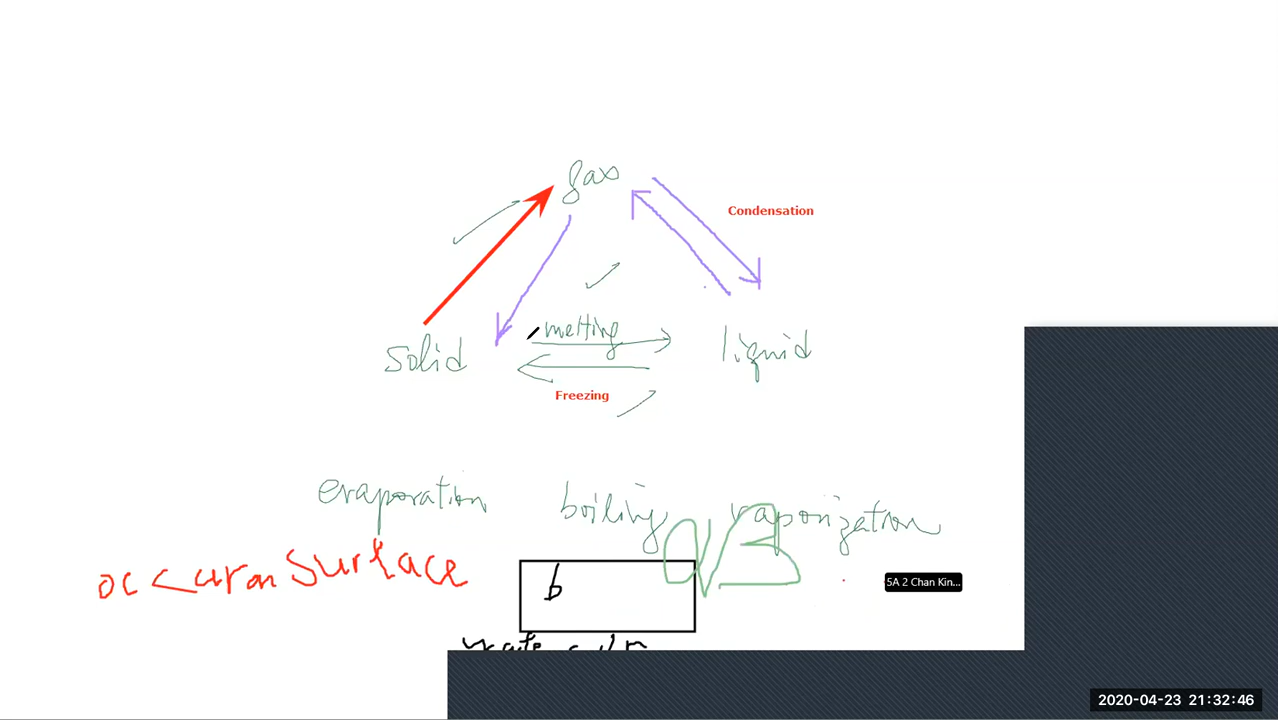 gas
Condensation
melting
solid
liquid
Freezing
evaporation boiling vaporization
occur on surface
b
5A 2 Chan Kin...
2020-04-23 21:32:46